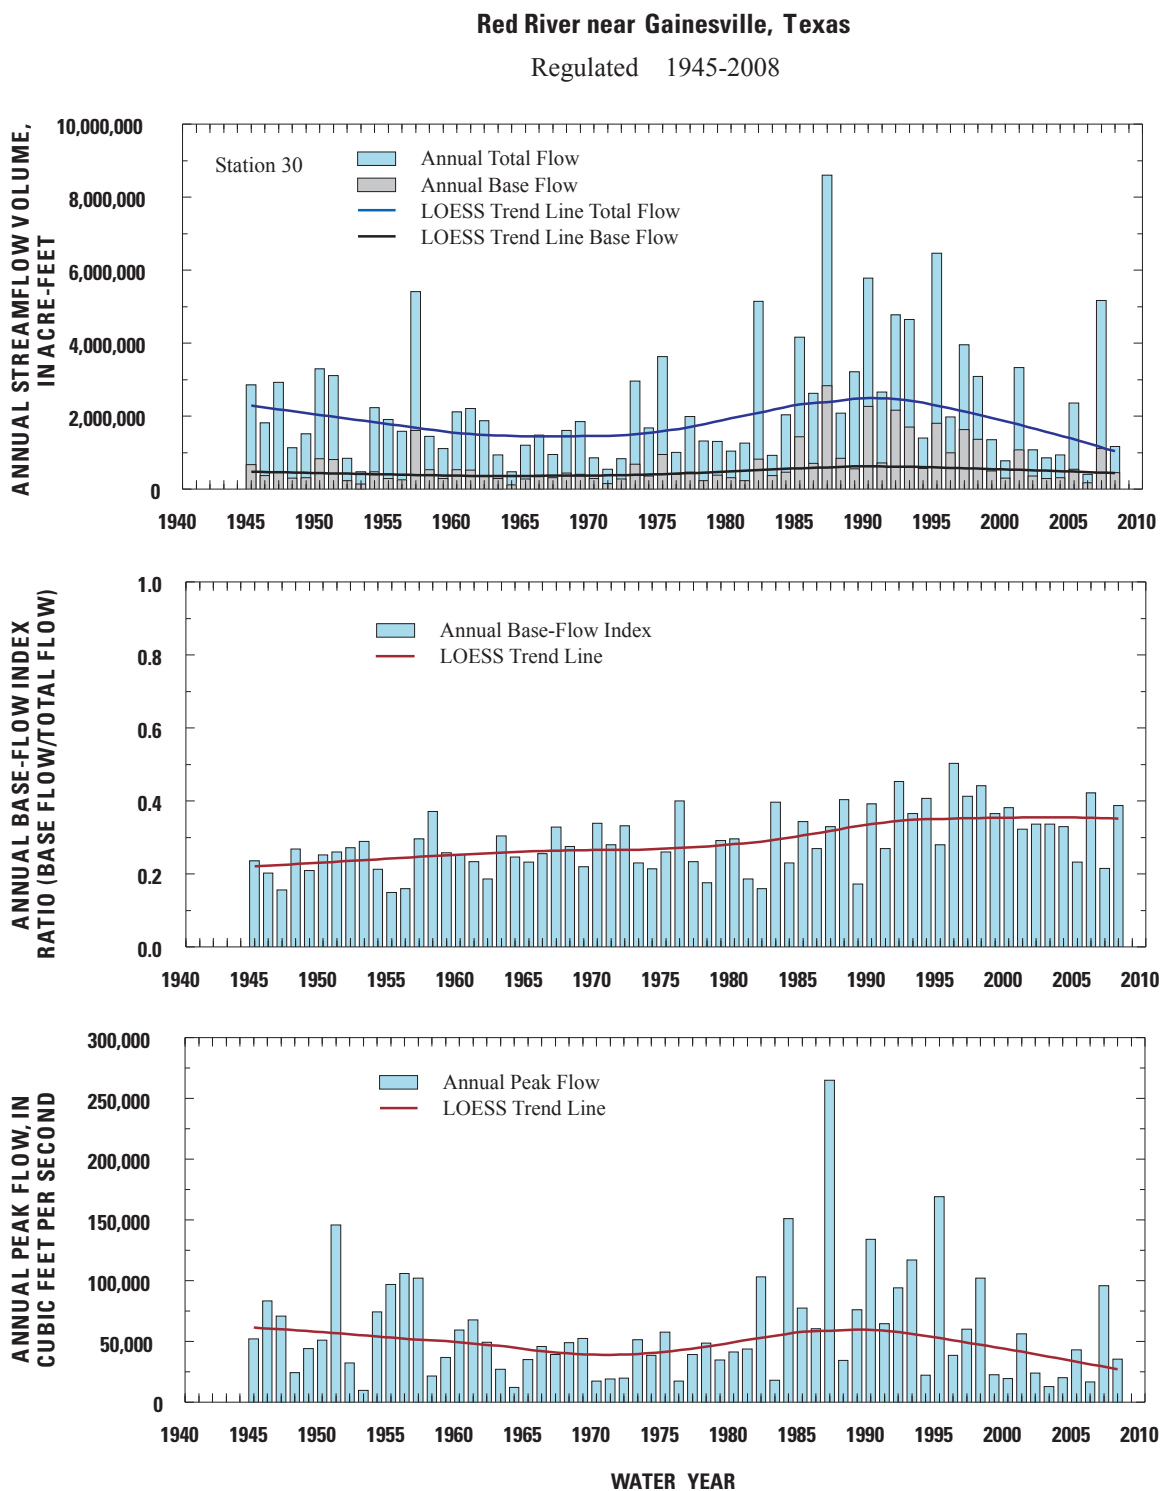 Red River near Gainesville, Texas
Regulated 1945-2008
ANNUAL STREAMFLOW VOLUME,
IN ACRE-FEET
10,000,000
8,000,000
6,000,000
4,000,000
2,000,000
0
Station 30
Annual Total Flow
Annual Base Flow
LOESS Trend Line Total Flow
LOESS Trend Line Base Flow
1940 1945 1950 1955 1960 1965 1970 1975 1980 1985 1990 1995 2000 2005 2010
ANNUAL BASE-FLOW INDEX
RATIO (BASE FLOW/TOTAL FLOW)
1.0
0.8
0.6
0.4
0.2
0.0
Annual Base-Flow Index
LOESS Trend Line
1940 1945 1950 1955 1960 1965 1970 1975 1980 1985 1990 1995 2000 2005 2010
ANNUAL PEAK FLOW, IN
CUBIC FEET PER SECOND
300,000
250,000
200,000
150,000
100,000
50,000
0
Annual Peak Flow
LOESS Trend Line
1940 1945 1950 1955 1960 1965 1970 1975 1980 1985 1990 1995 2000 2005 2010
WATER YEAR